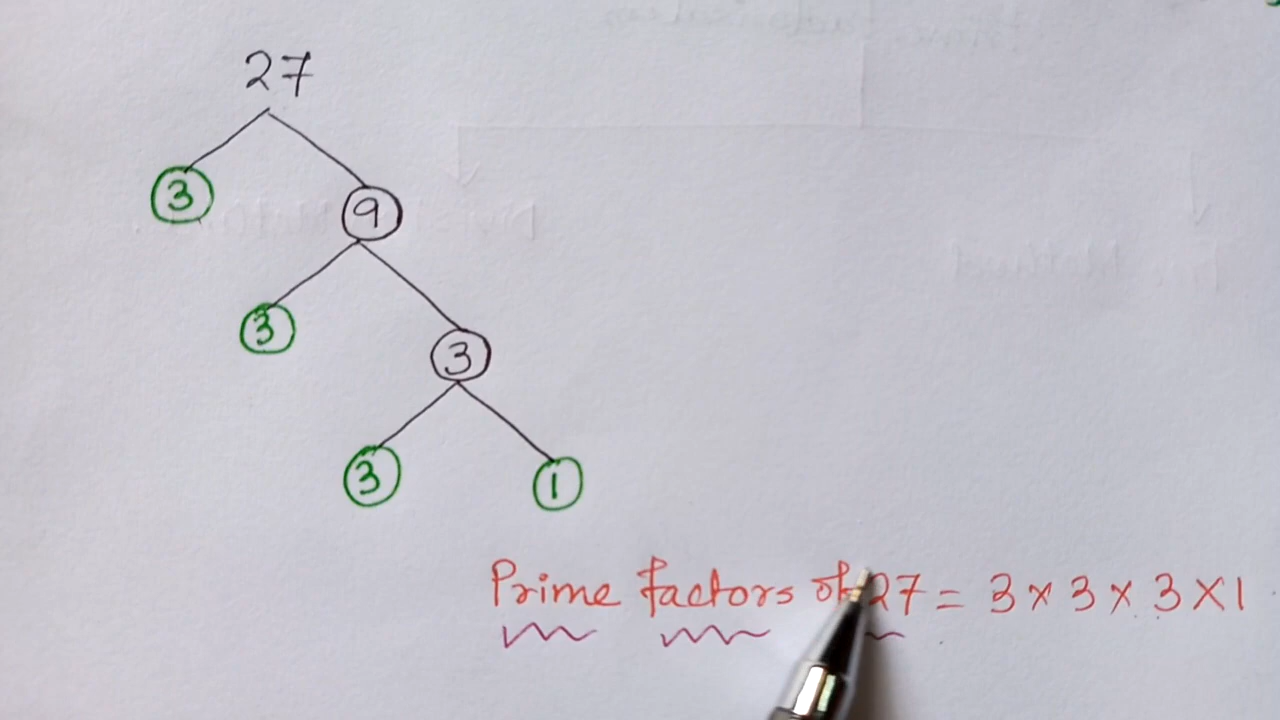 27
3 9
3 3
3 1
Prime factors of 27 = 3 × 3 × 3 × 1